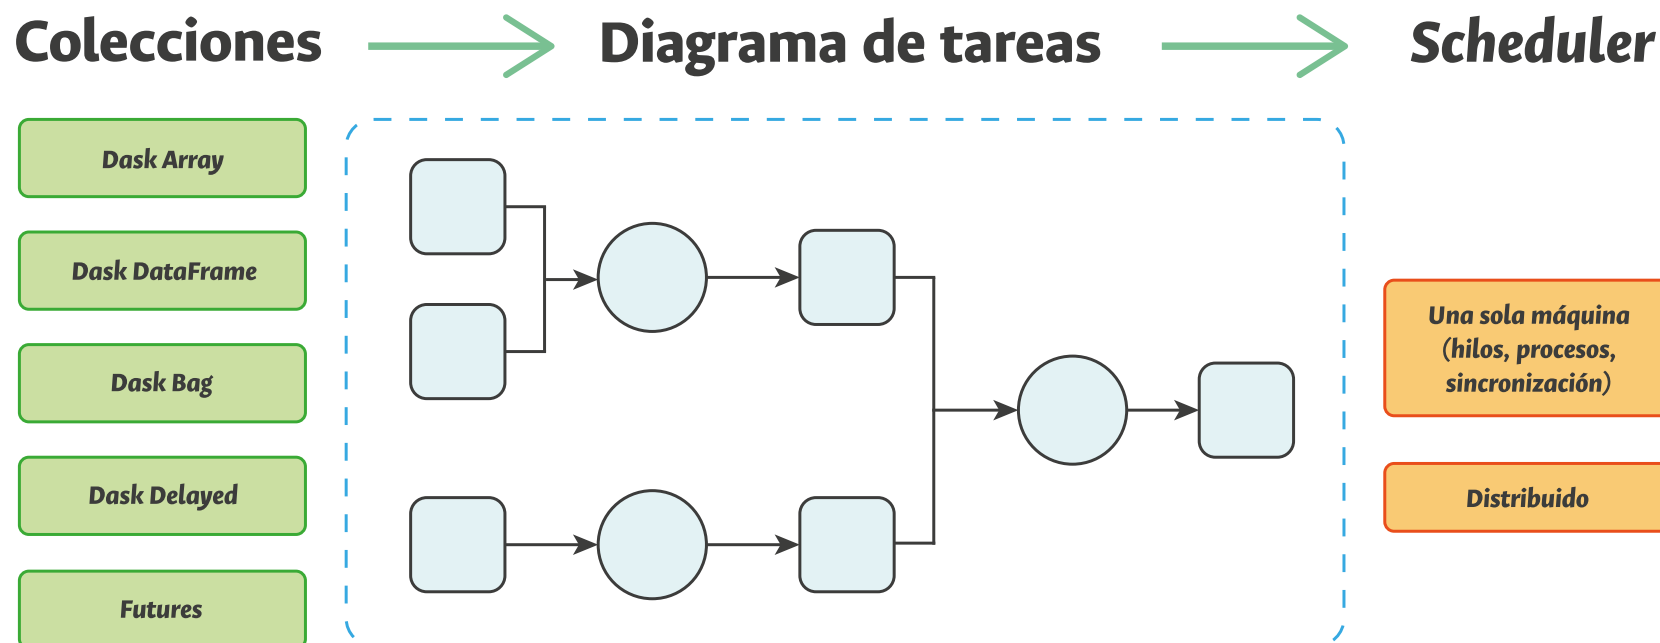 Colecciones
Diagrama de tareas
Scheduler
Dask Array
Dask DataFrame
Dask Bag
Dask Delayed
Futures
Una sola máquina
(hilos, procesos,
sincronización)
Distribuido